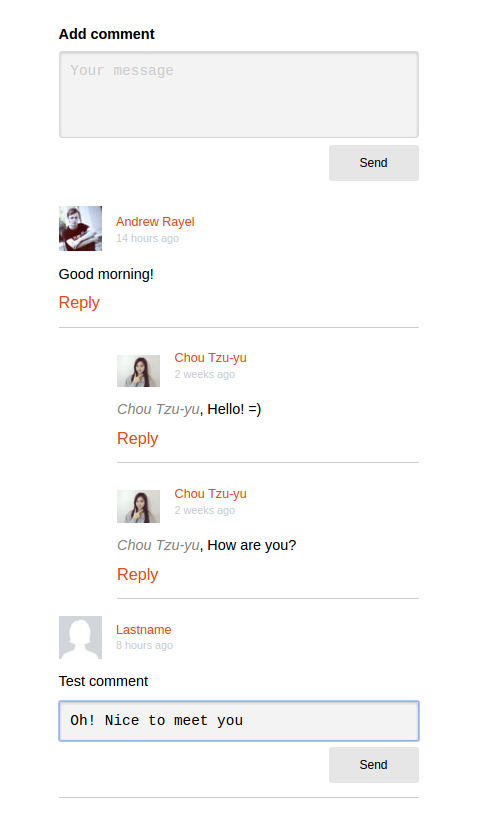 Add comment
Your message
Send
Andrew Rayel
14 hours ago
Good morning!
Reply
Chou Tzu-yu
2 weeks ago
Chou Tzu-yu, Hello! =)
Reply
Chou Tzu-yu
2 weeks ago
Chou Tzu-yu, How are you?
Reply
Lastname
8 hours ago
Test comment
Oh! Nice to meet you
Send